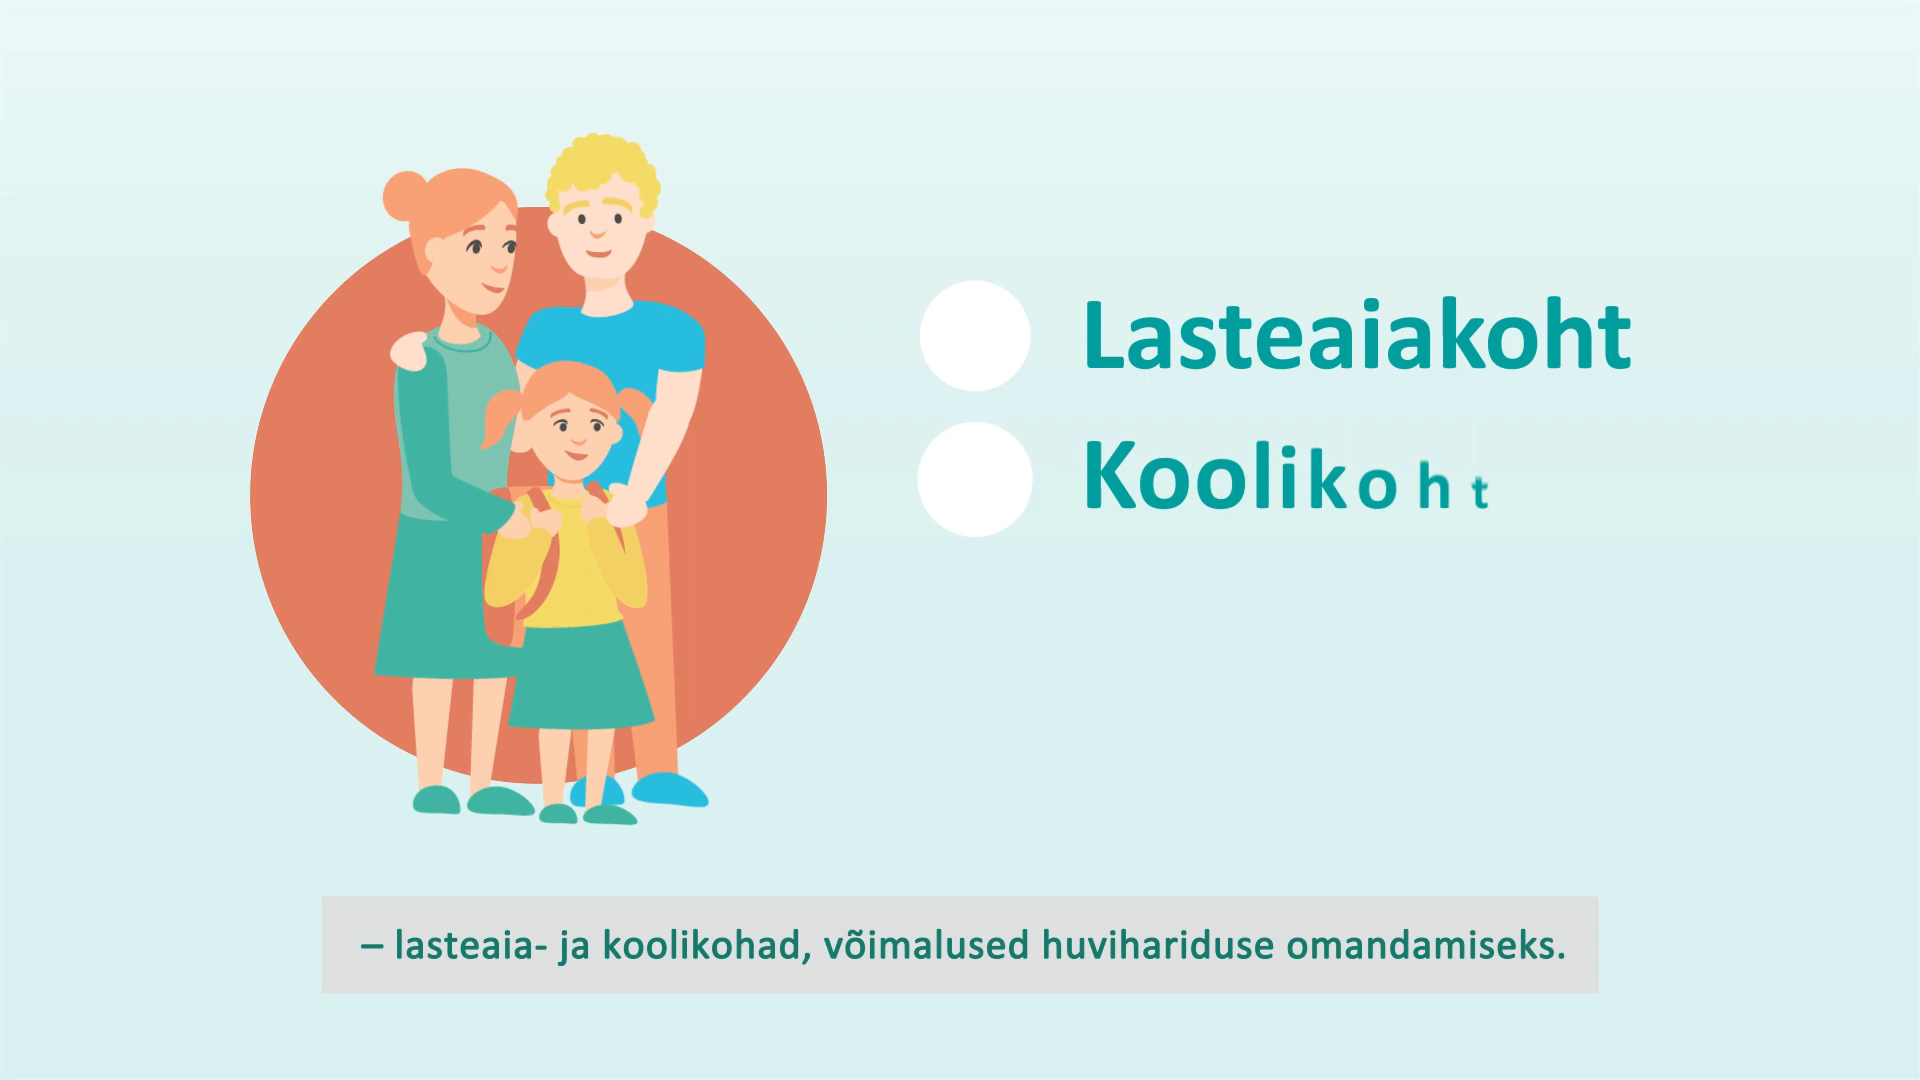 Lasteaiakoht
Koolikoht
– lasteaia- ja koolikohad, võimalused huvihariduse omandamiseks.